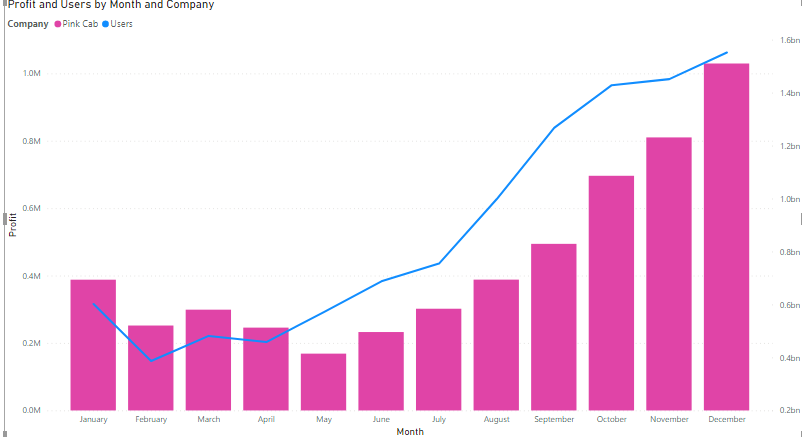 Profit and Users by Month and Company
Company Pink Cab Users
1.6bn
1.0M
1.4bn
0.8M
1.2bn
0.6M
1.0bn
Profit
0.8bn
0.4M
0.6bn
0.2M
0.4bn
0.0M
0.2bn
January February March April May June July August September October November December
Month